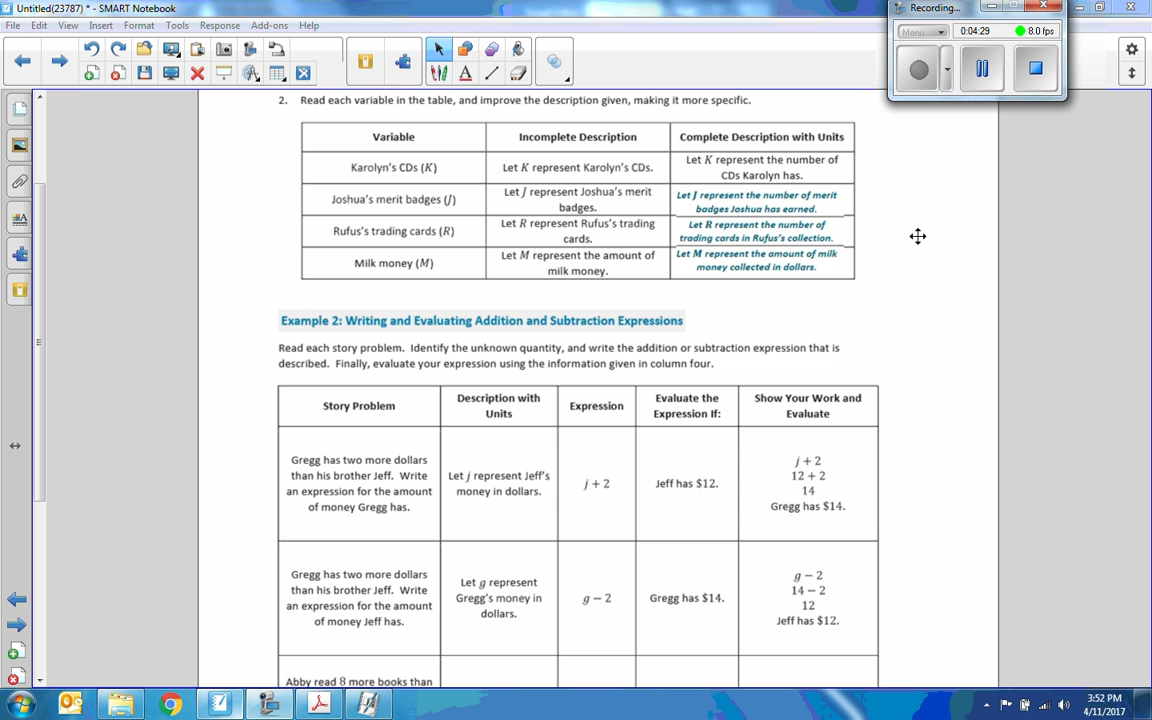 Untitled(23787) * - SMART Notebook
Recording...
File Edit View Insert Format Tools Response Add-ons Help
Menu
0:04:29
8.0 fps
2. Read each variable in the table, and improve the description given, making it more specific.
Variable
Incomplete Description
Complete Description with Units
Karolyn's CDs (K)
Let K represent Karolyn's CDs.
Let K represent the number of
CDs Karolyn has.
Joshua's merit badges (J)
Let J represent Joshua's merit
badges.
Let J represent the number of merit
badges Joshua has earned.
Rufus's trading cards (R)
Let R represent Rufus's trading
cards.
Let R represent the number of
trading cards in Rufus's collection.
Milk money (M)
Let M represent the amount of
milk money.
Let M represent the amount of milk
money collected in dollars.
Example 2: Writing and Evaluating Addition and Subtraction Expressions
Read each story problem. Identify the unknown quantity, and write the addition or subtraction expression that is
described. Finally, evaluate your expression using the information given in column four.
Story Problem
Description with
Units
Expression
Evaluate the
Expression If:
Show Your Work and
Evaluate
Gregg has two more dollars
than his brother Jeff. Write
an expression for the amount
of money Gregg has.
Let j represent Jeff's
money in dollars.
j + 2
Jeff has $12.
j + 2
12 + 2
14
Gregg has $14.
Gregg has two more dollars
than his brother Jeff. Write
an expression for the amount
of money Jeff has.
Let g represent
Gregg's money in
dollars.
g − 2
Gregg has $14.
g − 2
14 − 2
12
Jeff has $12.
Abby read 8 more books than
3:52 PM
4/11/2017